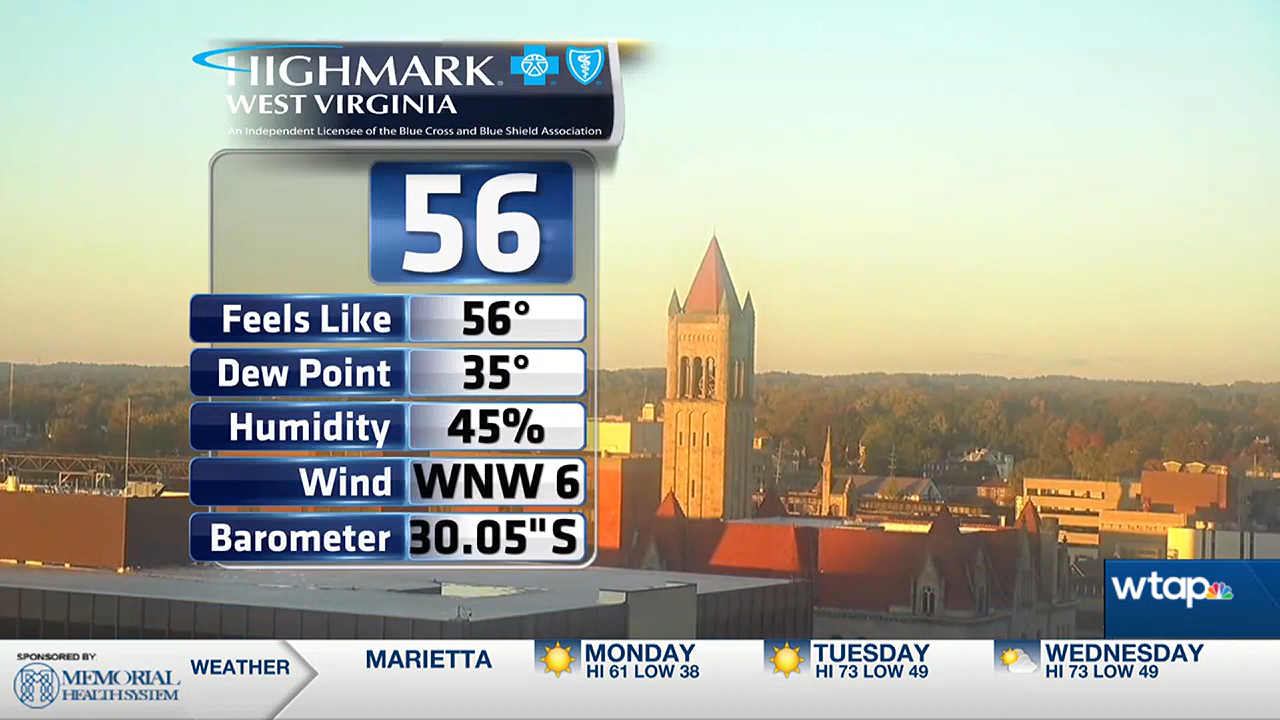 HIGHMARK®
WEST VIRGINIA
An Independent Licensee of the Blue Cross and Blue Shield Association
56
Feels Like 56°
Dew Point 35°
Humidity 45%
Wind WNW 6
Barometer 30.05"S
wtap
SPONSORED BY:
MEMORIAL
HEALTH SYSTEM
WEATHER
MARIETTA
MONDAY
HI 61 LOW 38
TUESDAY
HI 73 LOW 49
WEDNESDAY
HI 73 LOW 49